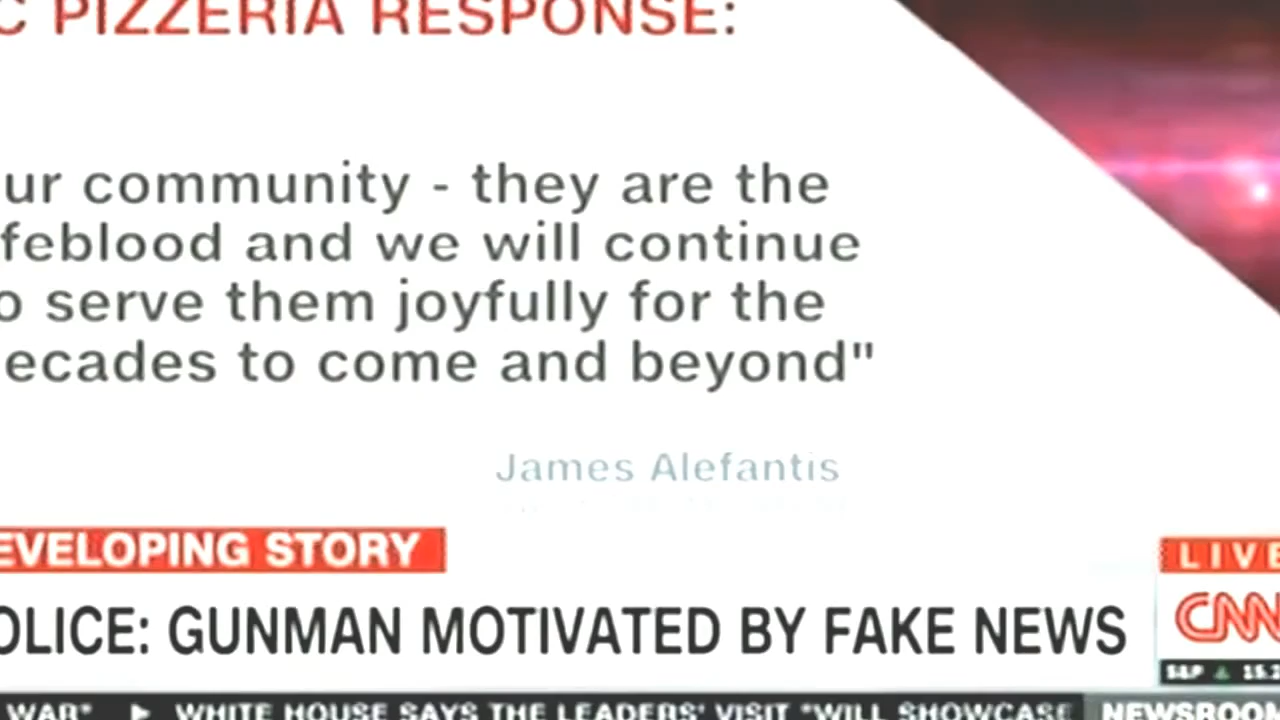 C PIZZERIA RESPONSE:
ur community - they are the
feblood and we will continue
o serve them joyfully for the
ecades to come and beyond"
James Alefantis
EVELOPING STORY
LIVE
OLICE: GUNMAN MOTIVATED BY FAKE NEWS
CNN
S&P ▲ 15.2
WAR" ► WHITE HOUSE SAYS THE LEADERS' VISIT "WILL SHOWCASE
NEWSROOM